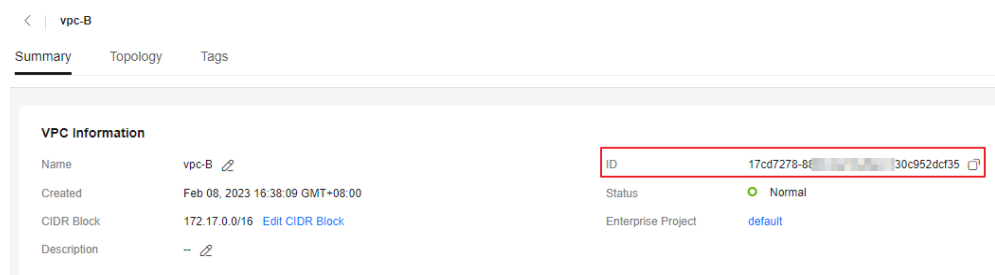 vpc-B
Summary Topology Tags
VPC Information
Name vpc-B ID 17cd7278-88 30c952dcf35
Created Feb 08, 2023 16:38:09 GMT+08:00 Status Normal
CIDR Block 172.17.0.0/16 Edit CIDR Block Enterprise Project default
Description --